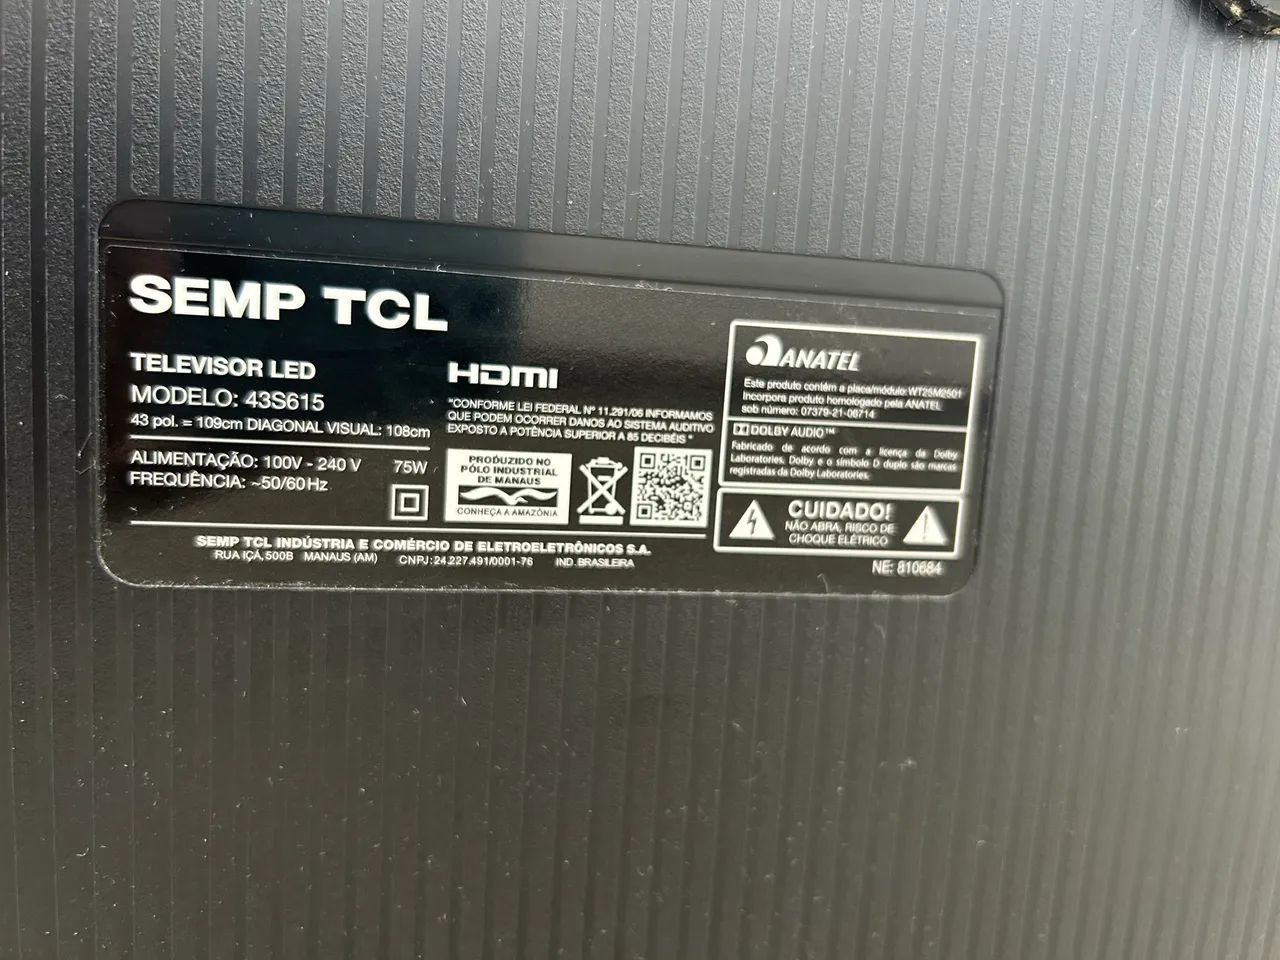 SEMP TCL
TELEVISOR LED
MODELO: 43S615
43 pol. = 109cm DIAGONAL VISUAL: 108cm
ALIMENTAÇÃO: 100V - 240 V 75W
FREQUÊNCIA: ~50/60Hz
HDMI
"CONFORME LEI FEDERAL Nº 11.291/06 INFORMAMOS
QUE PODEM OCORRER DANOS AO SISTEMA AUDITIVO
EXPOSTO A POTÊNCIA SUPERIOR A 85 DECIBÉIS "
PRODUZIDO NO
PÓLO INDUSTRIAL
DE MANAUS
CONHEÇA A AMAZÔNIA
ANATEL
Este produto contém a placa/módulo: WT25M2501
Incorpora produto homologado pela ANATEL
sob número: 07379-21-06714
DOLBY AUDIO™
Fabricado de acordo com a licença da Dolby
Laboratories. Dolby e o símbolo D duplo são marcas
registradas da Dolby Laboratories.
CUIDADO!
NÃO ABRA, RISCO DE
CHOQUE ELÉTRICO
SEMP TCL INDÚSTRIA E COMÉRCIO DE ELETROELETRÔNICOS S.A.
RUA IÇÁ, 500B MANAUS (AM) CNPJ: 24.227.491/0001-76 IND. BRASILEIRA
NE: 810684